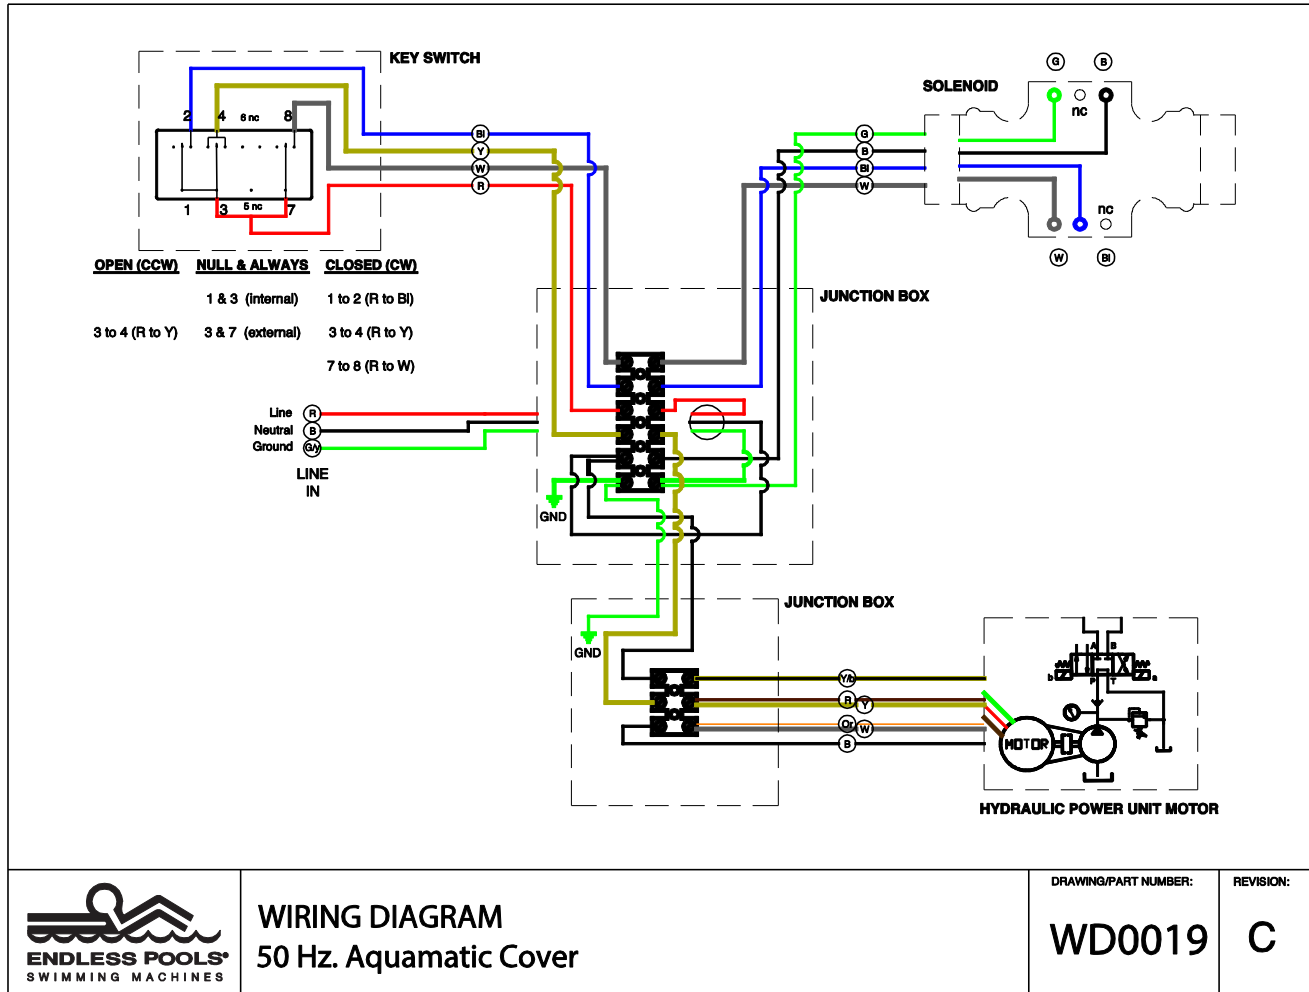 KEY SWITCH
2 4 6 nc 8
1 3 5 nc 7
Bl
Y
W
R
SOLENOID
G B
nc
G
B
Bl
W
nc
W Bl
OPEN (CCW) NULL & ALWAYS CLOSED (CW)
1 & 3 (internal) 1 to 2 (R to Bl)
3 to 4 (R to Y) 3 & 7 (external) 3 to 4 (R to Y)
7 to 8 (R to W)
JUNCTION BOX
Line R
Neutral B
Ground G/y
LINE
IN
GND
JUNCTION BOX
GND
Y/b
R Y
Or W
B
A B
b a
P T
MOTOR
HYDRAULIC POWER UNIT MOTOR
ENDLESS POOLS®
SWIMMING MACHINES
WIRING DIAGRAM
50 Hz. Aquamatic Cover
DRAWING/PART NUMBER:
WD0019
REVISION:
C